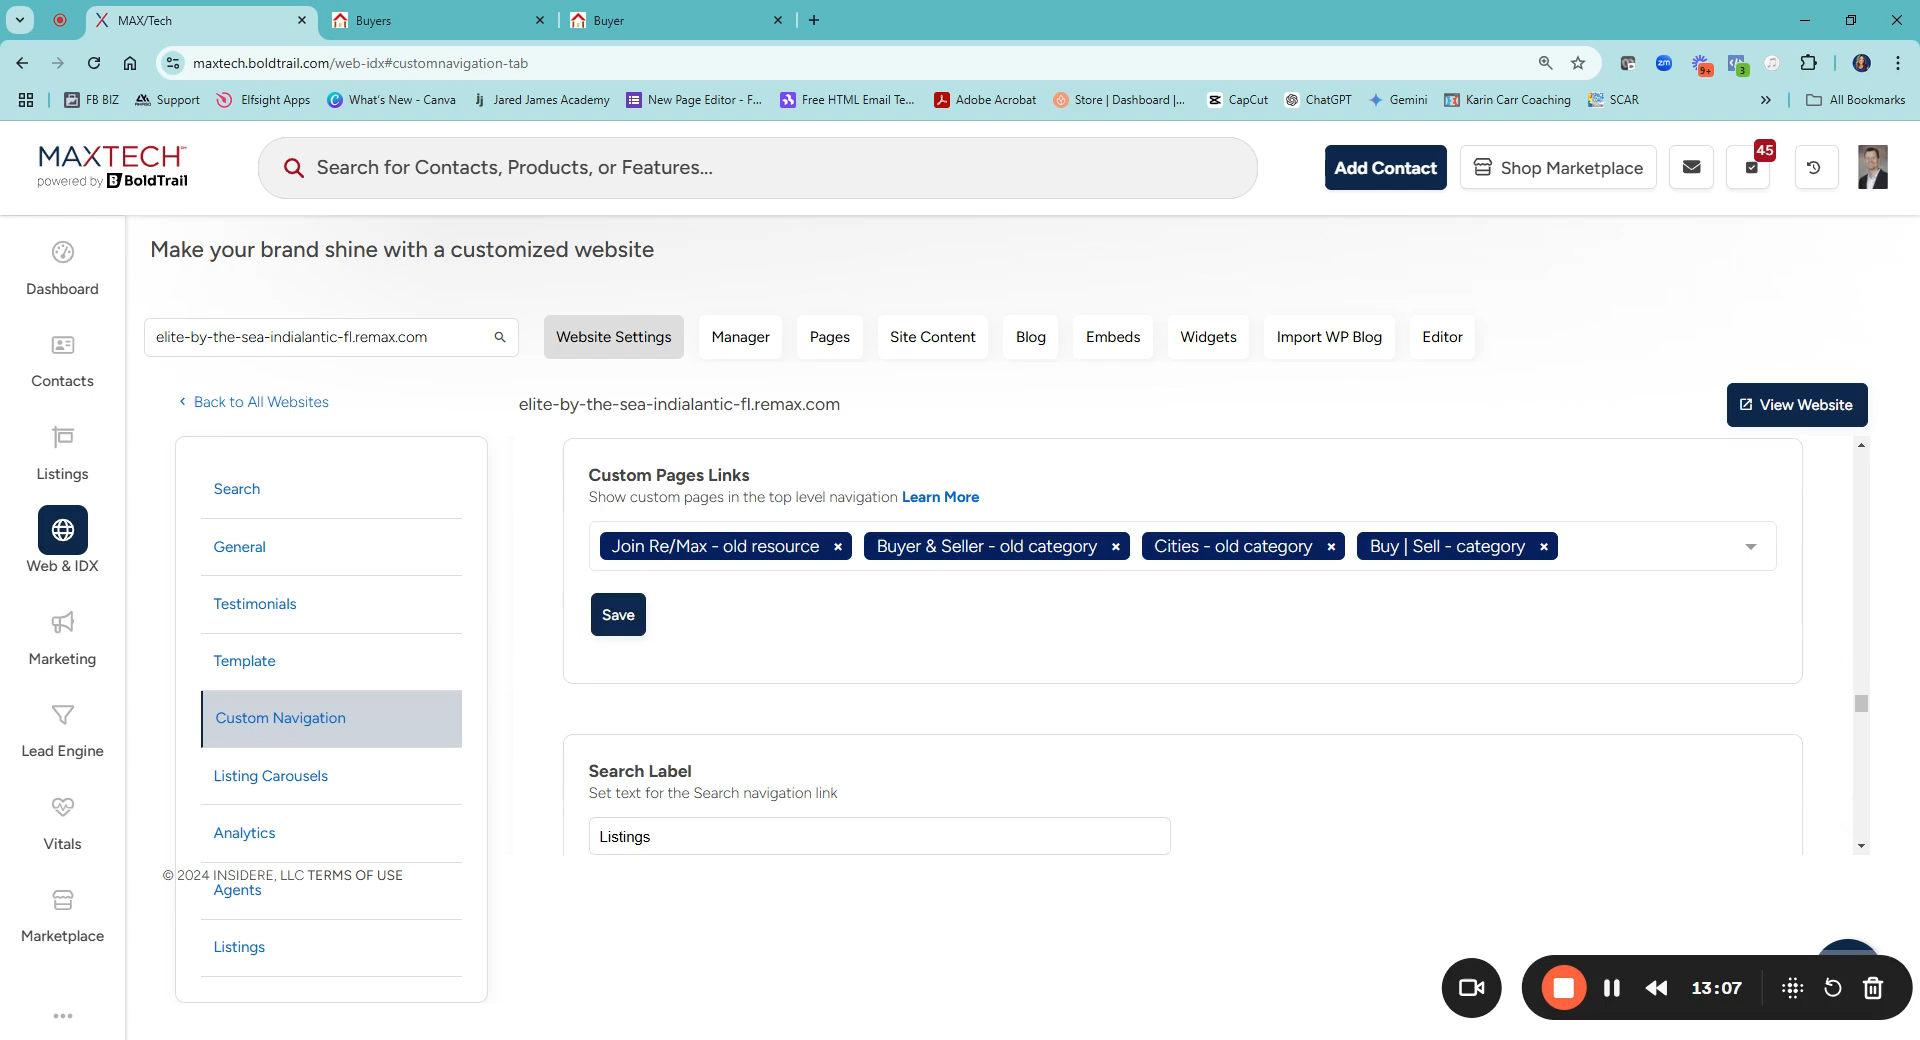 MAX/Tech
Buyers
Buyer
maxtech.boldtrail.com/web-idx#customnavigation-tab
9+
3
zm
FB BIZ
Support
Elfsight Apps
What's New - Canva
Jared James Academy
New Page Editor - F...
Free HTML Email Te...
Adobe Acrobat
Store | Dashboard |...
CapCut
ChatGPT
Gemini
Karin Carr Coaching
SCAR
All Bookmarks
MAXTECH
powered by BoldTrail
Search for Contacts, Products, or Features...
Add Contact
Shop Marketplace
45
Dashboard
Contacts
Listings
Web & IDX
Marketing
Lead Engine
Vitals
Marketplace
Make your brand shine with a customized website
elite-by-the-sea-indialantic-fl.remax.com
Website Settings
Manager
Pages
Site Content
Blog
Embeds
Widgets
Import WP Blog
Editor
Back to All Websites
elite-by-the-sea-indialantic-fl.remax.com
View Website
Search
General
Testimonials
Template
Custom Navigation
Listing Carousels
Analytics
© 2024 INSIDERE, LLC TERMS OF USE
Agents
Listings
Custom Pages Links
Show custom pages in the top level navigation Learn More
Join Re/Max - old resource ×
Buyer & Seller - old category ×
Cities - old category ×
Buy | Sell - category ×
Save
Search Label
Set text for the Search navigation link
Listings
13:07